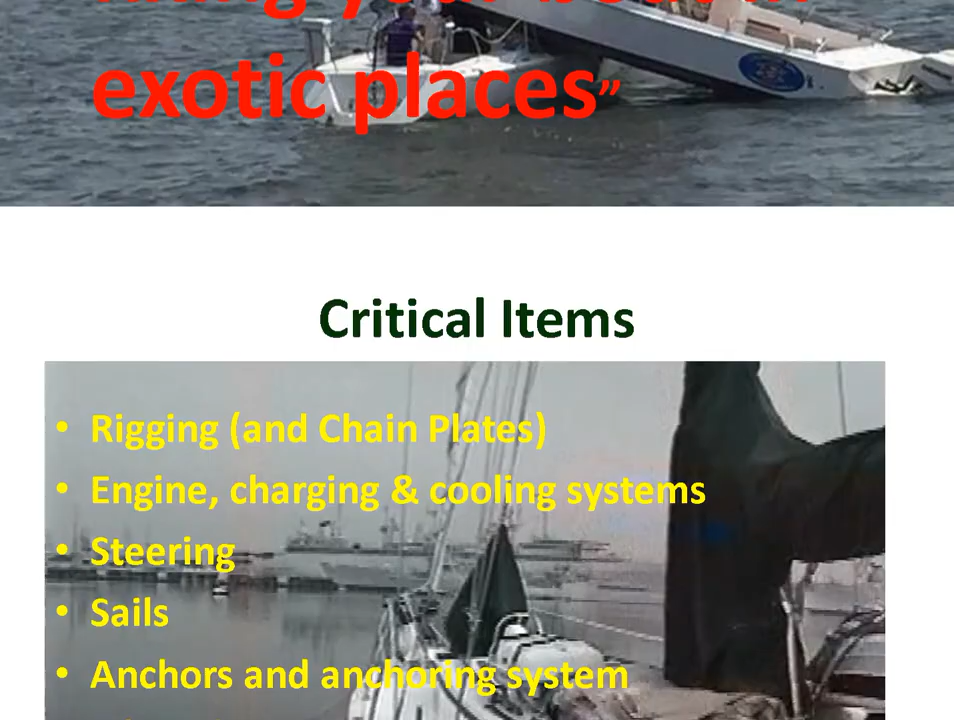 exotic places”
Critical Items
• Rigging (and Chain Plates)
• Engine, charging & cooling systems
• Steering
• Sails
• Anchors and anchoring system